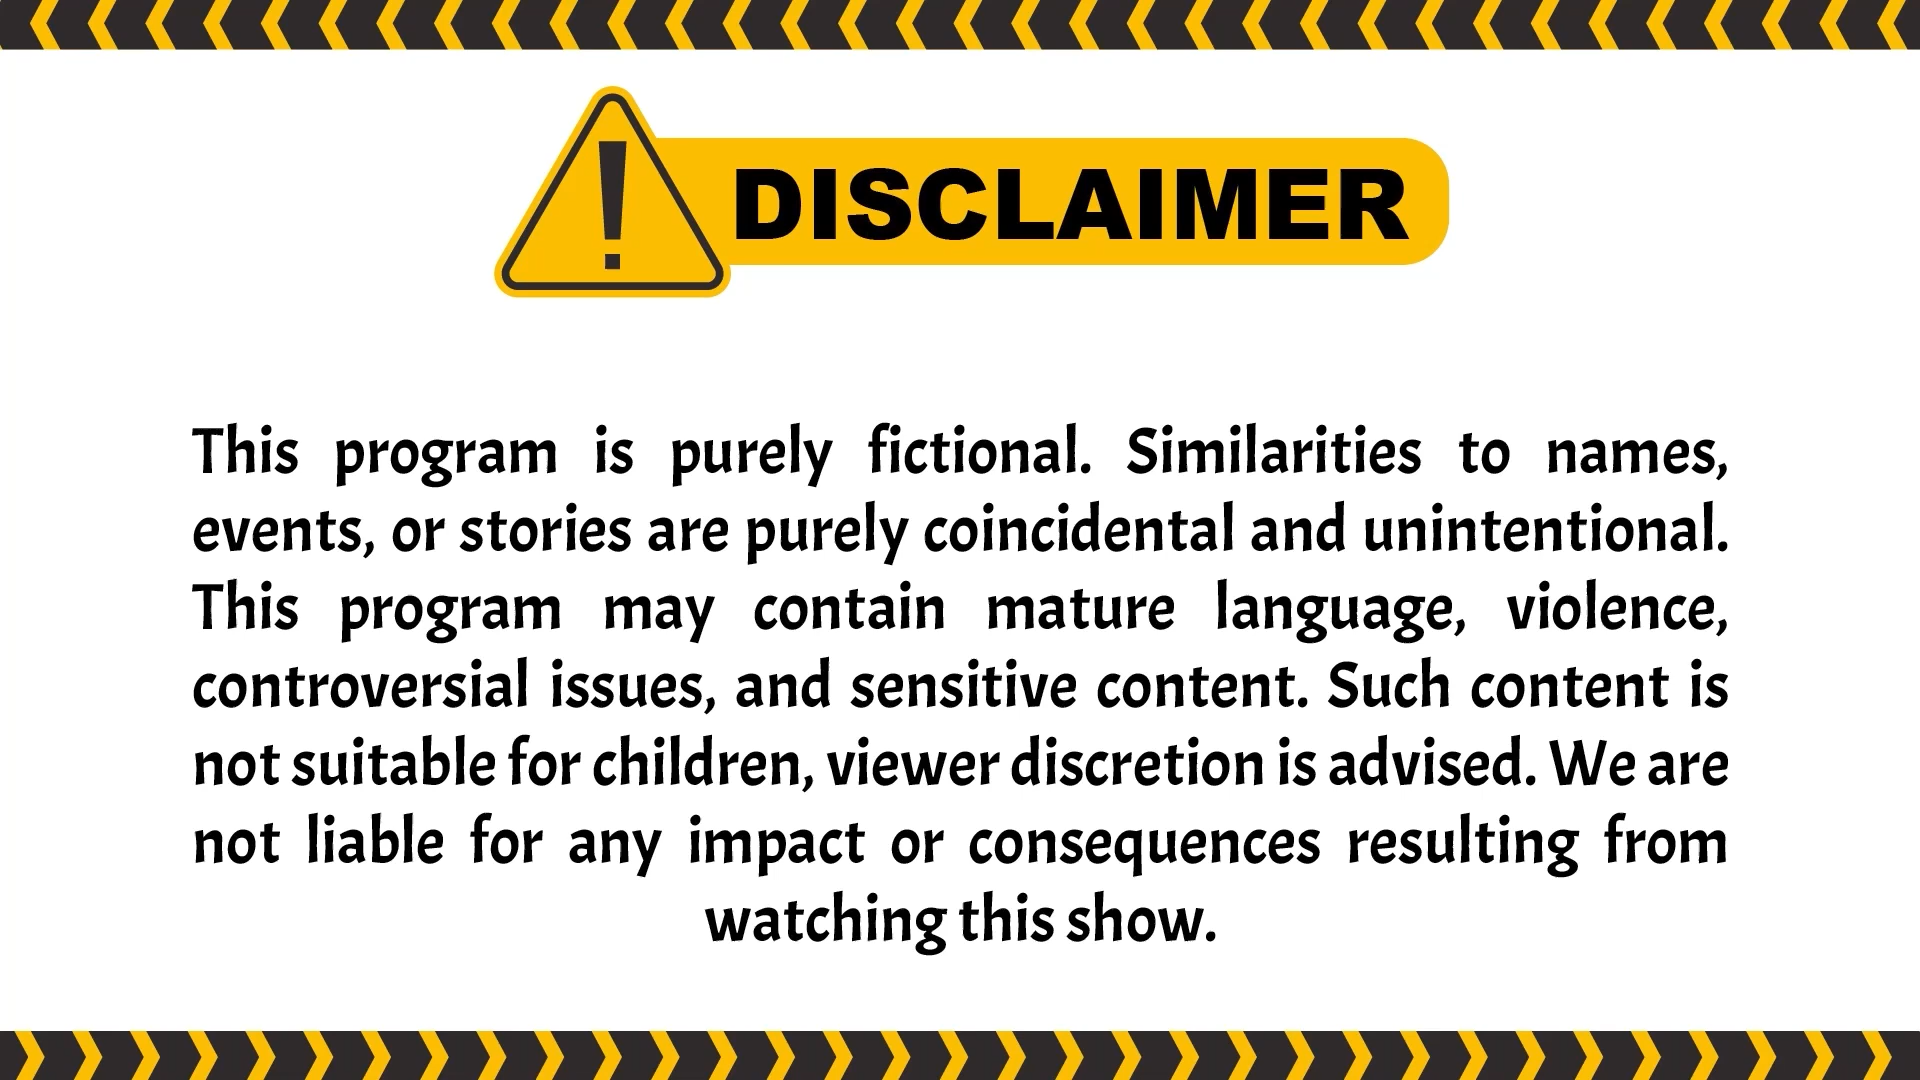 !
DISCLAIMER
This program is purely fictional. Similarities to names,
events, or stories are purely coincidental and unintentional.
This program may contain mature language, violence,
controversial issues, and sensitive content. Such content is
not suitable for children, viewer discretion is advised. We are
not liable for any impact or consequences resulting from
watching this show.